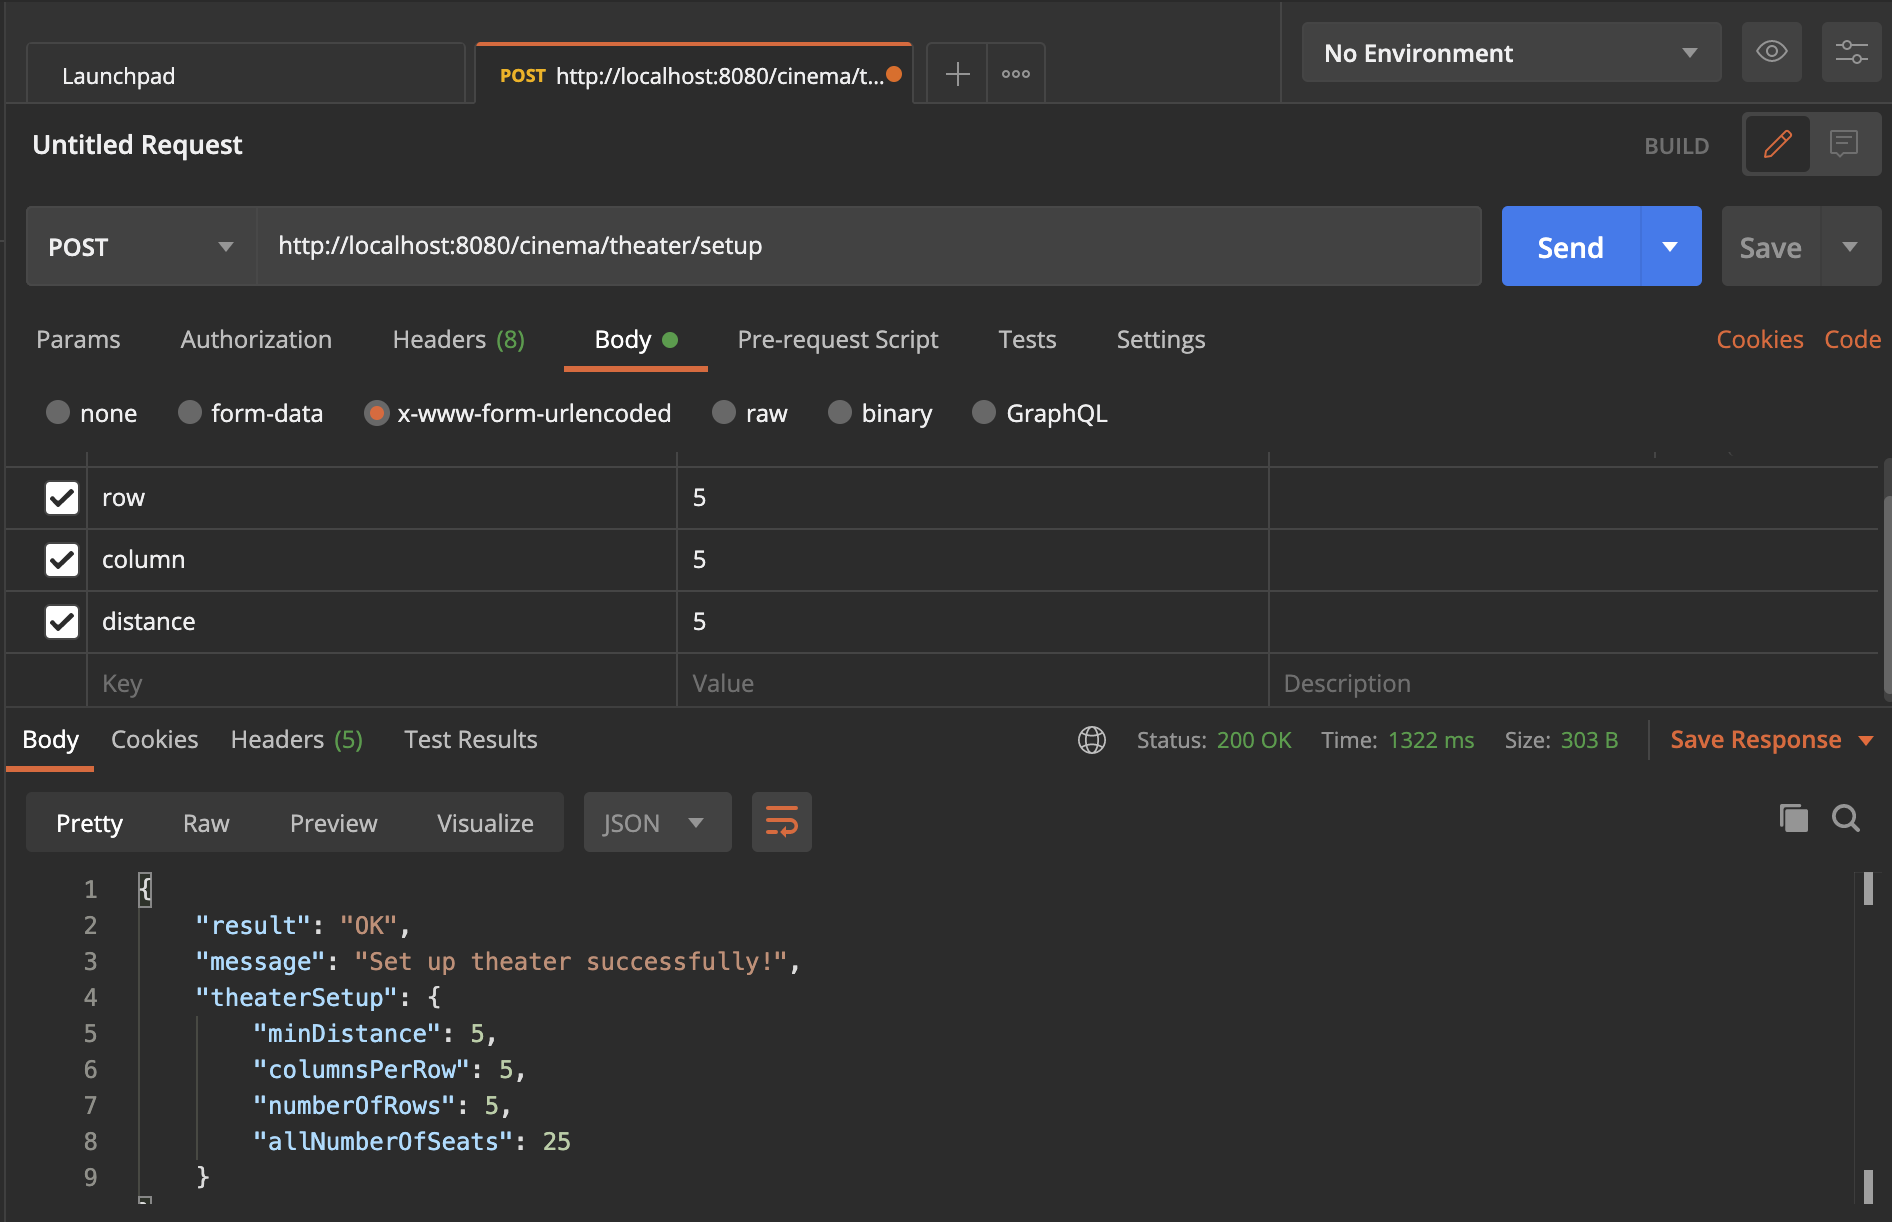 Launchpad
POST http://localhost:8080/cinema/t...
ooo
No Environment
Untitled Request
BUILD
POST
http://localhost:8080/cinema/theater/setup
Send
Save
Params Authorization Headers (8) Body Pre-request Script Tests Settings Cookies Code
none form-data x-www-form-urlencoded raw binary GraphQL
row 5
column 5
distance 5
Key Value Description
Body Cookies Headers (5) Test Results Status: 200 OK Time: 1322 ms Size: 303 B Save Response
Pretty Raw Preview Visualize JSON
1 {
2 "result": "OK",
3 "message": "Set up theater successfully!",
4 "theaterSetup": {
5 "minDistance": 5,
6 "columnsPerRow": 5,
7 "numberOfRows": 5,
8 "allNumberOfSeats": 25
9 }